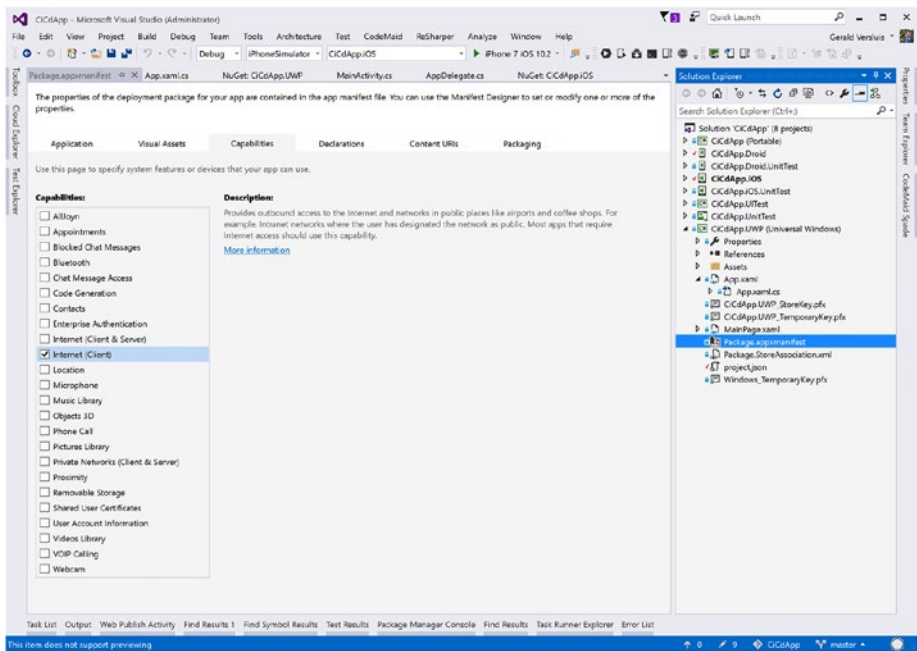 CiCdApp - Microsoft Visual Studio (Administrator)
Quick Launch
File Edit View Project Build Debug Team Tools Architecture Test CodeMaid ReSharper Analyze Window Help
Gerald Versluis
Debug iPhoneSimulator CiCdApp.iOS iPhone 7 iOS 10.2
Toolbox
Cloud Explorer
Test Explorer
Package.appxmanifest App.xaml.cs NuGet: CiCdApp.UWP MainActivity.cs AppDelegate.cs NuGet: CiCdApp.iOS
The properties of the deployment package for your app are contained in the app manifest file. You can use the Manifest Designer to set or modify one or more of the
properties.
Application Visual Assets Capabilities Declarations Content URIs Packaging
Use this page to specify system features or devices that your app can use.
Capabilities:
AllJoyn
Appointments
Blocked Chat Messages
Bluetooth
Chat Message Access
Code Generation
Contacts
Enterprise Authentication
Internet (Client & Server)
Internet (Client)
Location
Microphone
Music Library
Objects 3D
Phone Call
Pictures Library
Private Networks (Client & Server)
Proximity
Removable Storage
Shared User Certificates
User Account Information
Videos Library
VOIP Calling
Webcam
Description:
Provides outbound access to the Internet and networks in public places like airports and coffee shops. For
example, Intranet networks where the user has designated the network as public. Most apps that require
Internet access should use this capability.
More information
Solution Explorer
Search Solution Explorer (Ctrl+;)
Solution 'CiCdApp' (8 projects)
CiCdApp (Portable)
CiCdApp.Droid
CiCdApp.Droid.UnitTest
CiCdApp.iOS
CiCdApp.iOS.UnitTest
CiCdApp.UITest
CiCdApp.UnitTest
CiCdApp.UWP (Universal Windows)
Properties
References
Assets
App.xaml
App.xaml.cs
CiCdApp.UWP_StoreKey.pfx
CiCdApp.UWP_TemporaryKey.pfx
MainPage.xaml
Package.appxmanifest
Package.StoreAssociation.xml
project.json
Windows_TemporaryKey.pfx
Properties
Team Explorer
CodeMaid Spade
Task List Output Web Publish Activity Find Results 1 Find Symbol Results Test Results Package Manager Console Find Results Task Runner Explorer Error List
This item does not support previewing
0 9 CiCdApp master